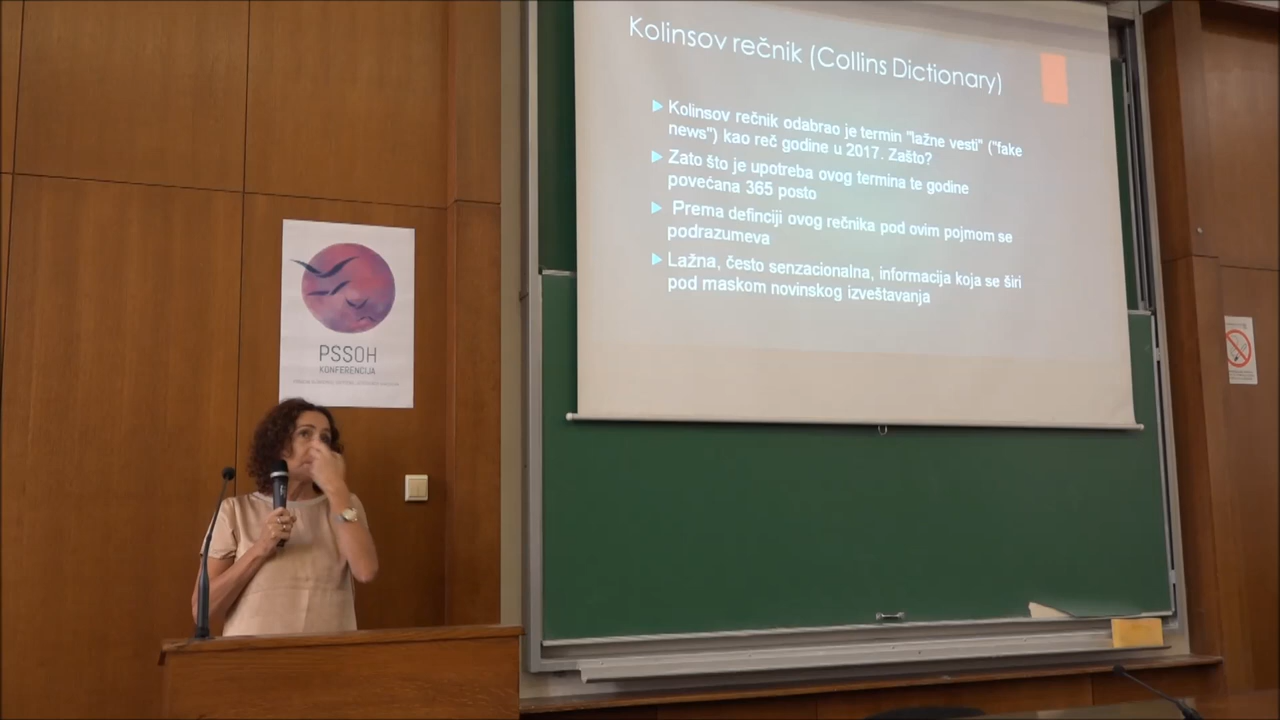 Kolinsov rečnik (Collins Dictionary)
Kolinsov rečnik odabrao je termin "lažne vesti" ("fake
news") kao reč godine u 2017. Zašto?
Zato što je upotreba ovog termina te godine
povećana 365 posto
Prema definciji ovog rečnika pod ovim pojmom se
podrazumeva
Lažna, često senzacionalna, informacija koja se širi
pod maskom novinskog izveštavanja
PSSOH
KONFERENCIJA